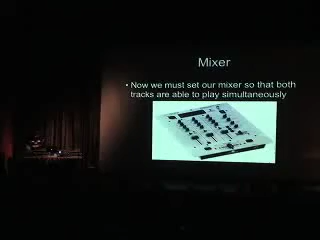 Mixer
• Now we must set our mixer so that both
tracks are able to play simultaneously